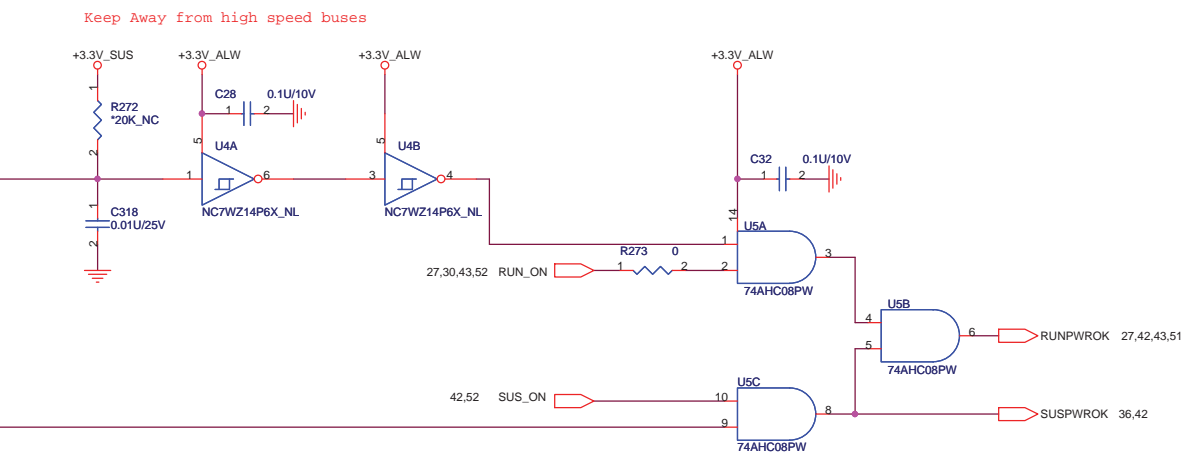 Keep Away from high speed buses
+3.3V_SUS
+3.3V_ALW
+3.3V_ALW
+3.3V_ALW
1
R272
*20K_NC
2
C28
0.1U/10V
1
2
5
U4A
1
6
NC7WZ14P6X_NL
5
U4B
3
4
NC7WZ14P6X_NL
1
C318
0.01U/25V
2
C32
0.1U/10V
1
2
14
U5A
1
2
3
74AHC08PW
27,30,43,52 RUN_ON
R273 0
1
2
U5B
4
5
6
74AHC08PW
RUNPWROK 27,42,43,51
42,52 SUS_ON
U5C
10
9
8
74AHC08PW
SUSPWROK 36,42